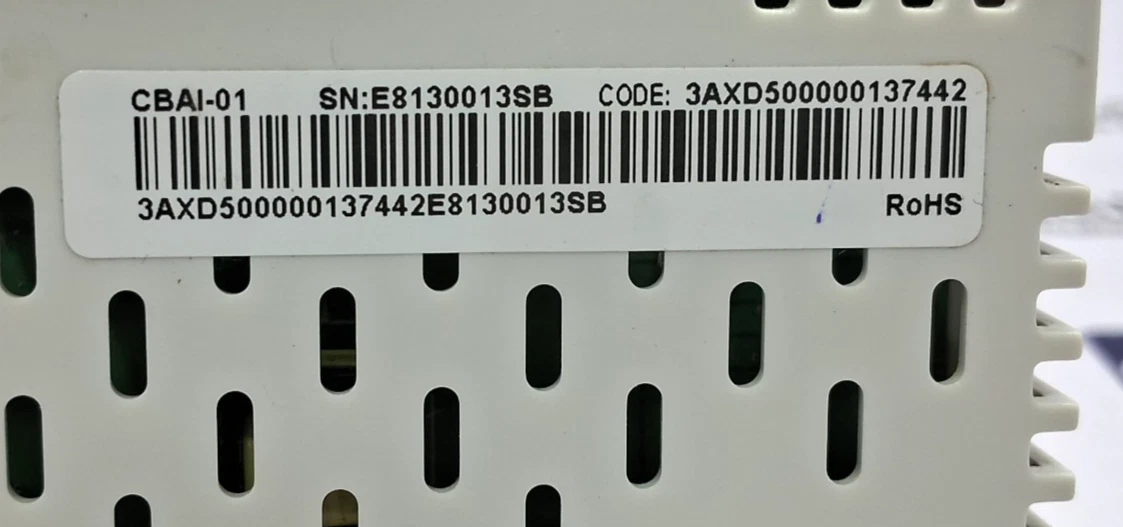 CBAI-01 SN:E8130013SB CODE: 3AXD500000137442
3AXD500000137442E8130013SB RoHS